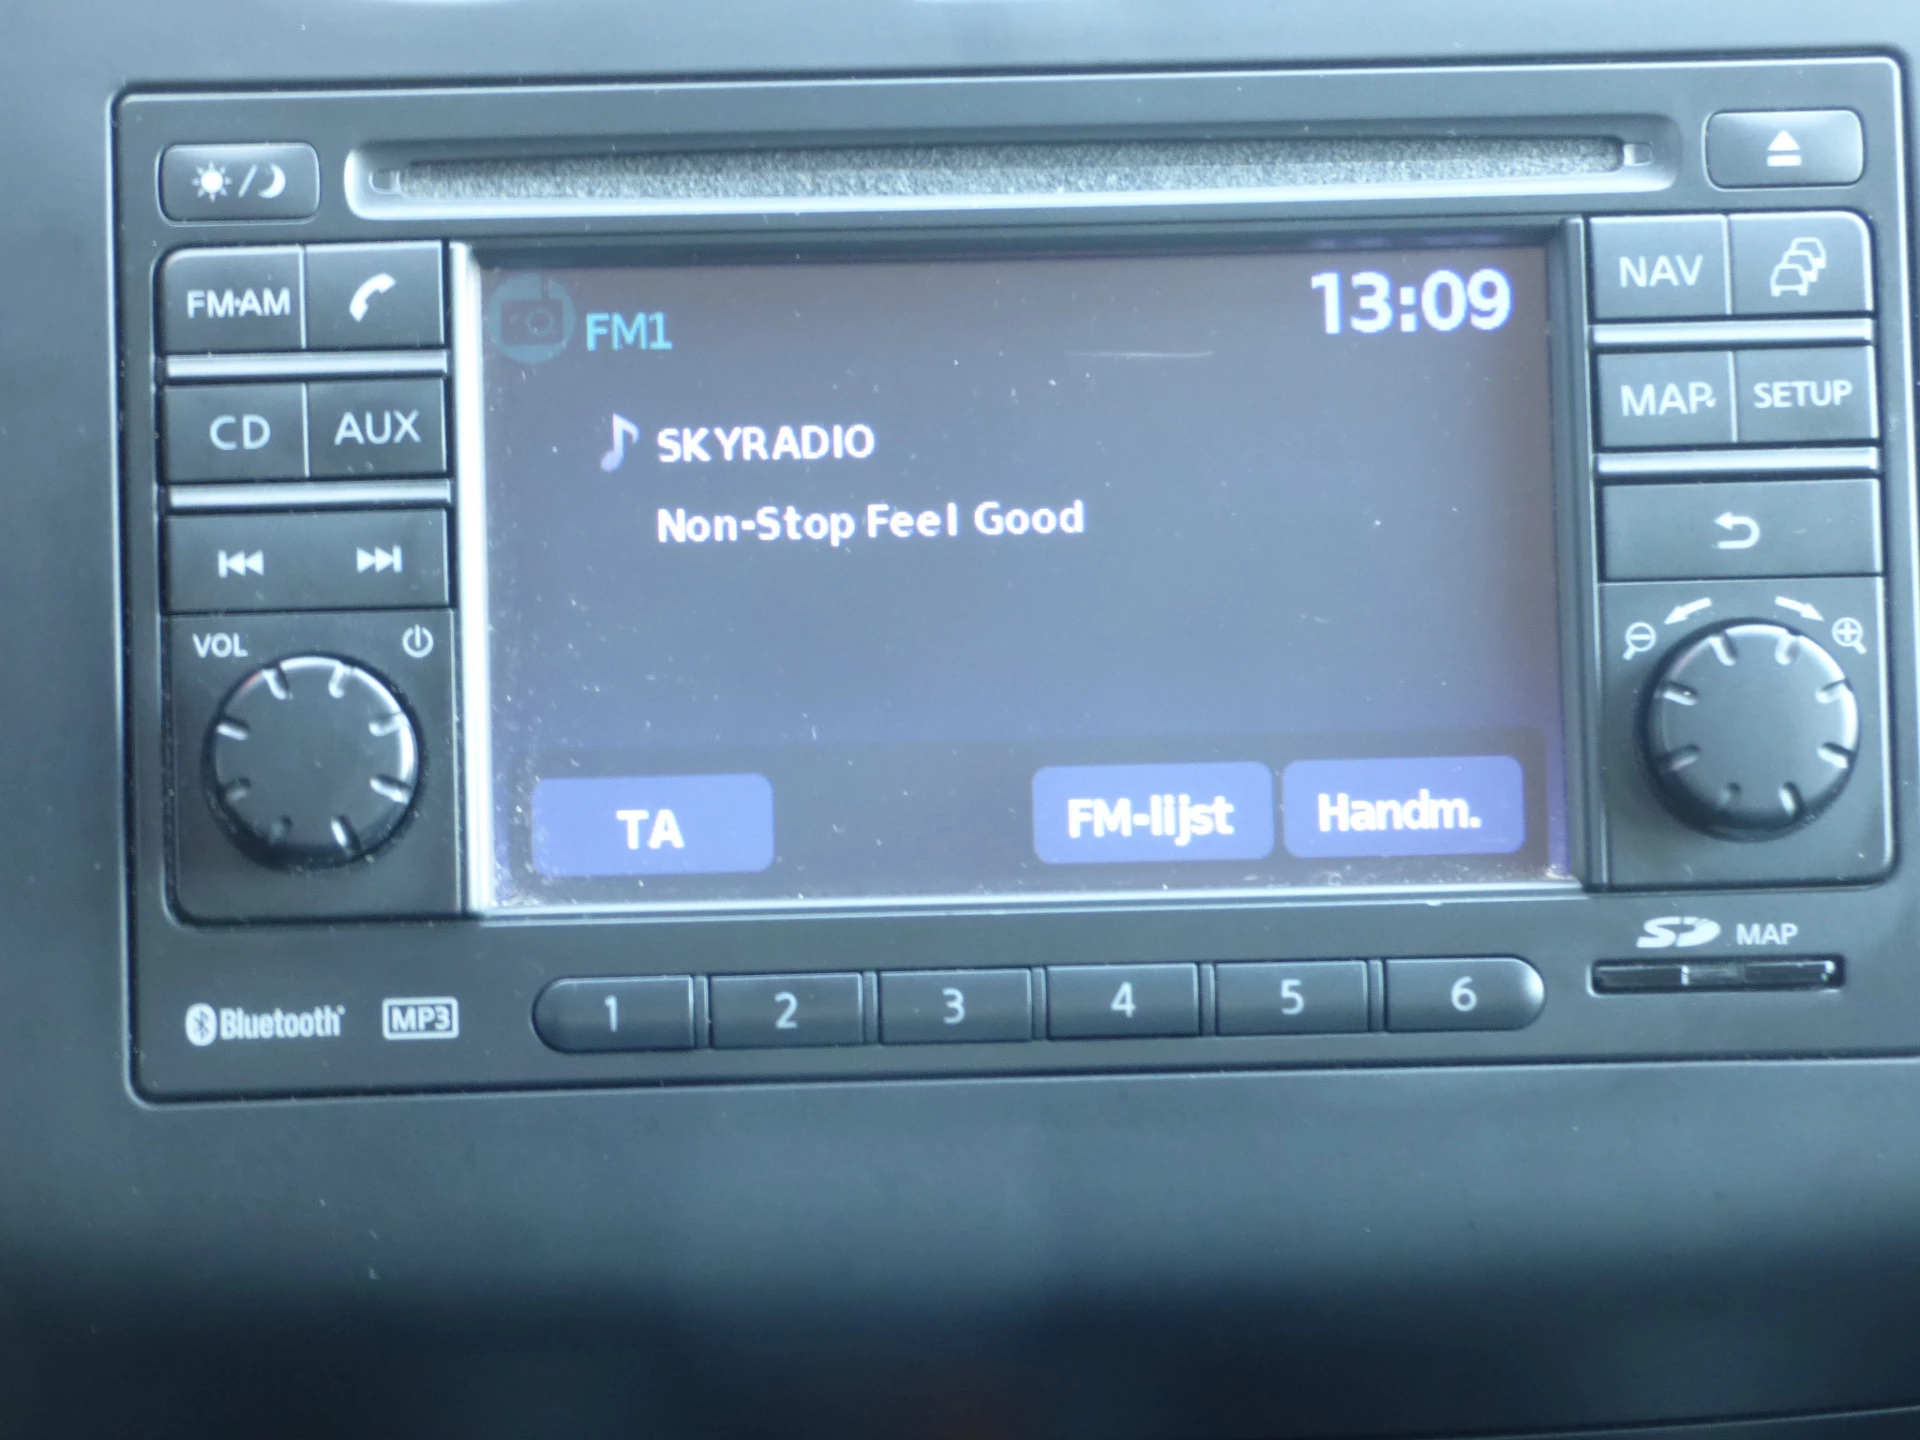 FM·AM
CD
AUX
VOL
FM1
13:09
SKYRADIO
Non-Stop Feel Good
TA
FM-lijst
Handm.
NAV
MAP
SETUP
SD MAP
Bluetooth
MP3
1 2 3 4 5 6